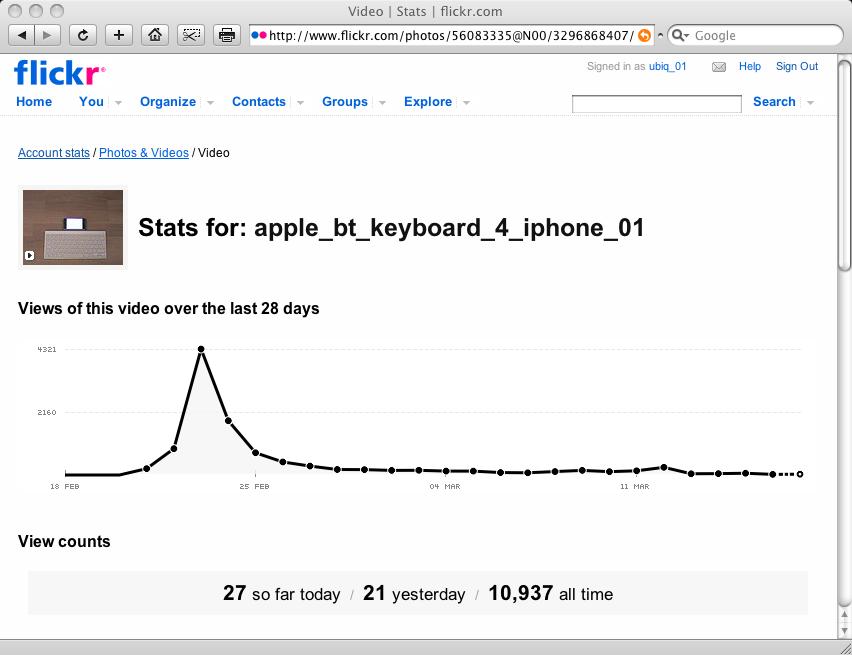 Video | Stats | flickr.com
http://www.flickr.com/photos/56083335@N00/3296868407/
Google
flickr
Signed in as ubiq_01 Help Sign Out
Home You Organize Contacts Groups Explore Search
Account stats / Photos & Videos / Video
Stats for: apple_bt_keyboard_4_iphone_01
Views of this video over the last 28 days
4321
2160
18 FEB 25 FEB 04 MAR 11 MAR
View counts
27 so far today / 21 yesterday / 10,937 all time